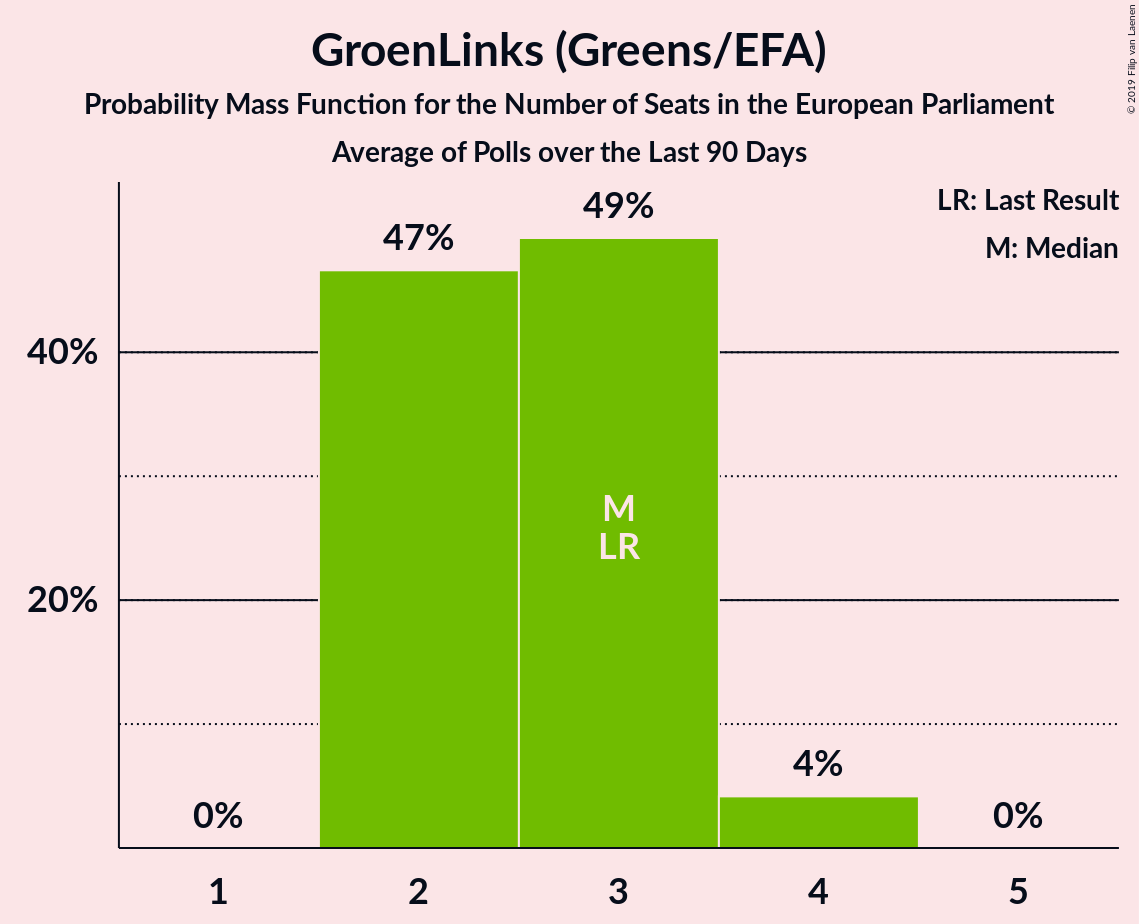 GroenLinks (Greens/EFA)
Probability Mass Function for the Number of Seats in the European Parliament
Average of Polls over the Last 90 Days
© 2019 Filip van Laenen
LR: Last Result
M: Median
49%
47%
40%
M
LR
20%
4%
0%
0%
1 2 3 4 5